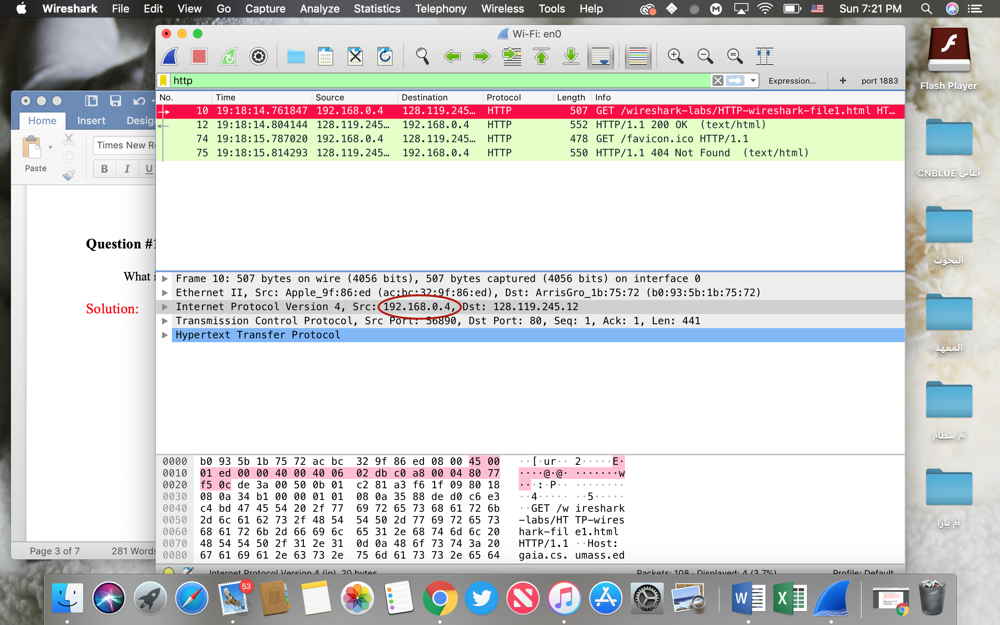 Wireshark File Edit View Go Capture Analyze Statistics Telephony Wireless Tools Help Sun 7:21 PM
Wi-Fi: en0
http Expression... + port 1883
No. Time Source Destination Protocol Length Info
10 19:18:14.761847 192.168.0.4 128.119.245… HTTP 507 GET /wireshark-labs/HTTP-wireshark-file1.html HT…
12 19:18:14.804144 128.119.245… 192.168.0.4 HTTP 552 HTTP/1.1 200 OK (text/html)
74 19:18:15.787020 192.168.0.4 128.119.245… HTTP 478 GET /favicon.ico HTTP/1.1
75 19:18:15.814293 128.119.245… 192.168.0.4 HTTP 550 HTTP/1.1 404 Not Found (text/html)
Frame 10: 507 bytes on wire (4056 bits), 507 bytes captured (4056 bits) on interface 0
Ethernet II, Src: Apple_9f:86:ed (ac:bc:32:9f:86:ed), Dst: ArrisGro_1b:75:72 (b0:93:5b:1b:75:72)
Internet Protocol Version 4, Src: 192.168.0.4, Dst: 128.119.245.12
Transmission Control Protocol, Src Port: 56890, Dst Port: 80, Seq: 1, Ack: 1, Len: 441
Hypertext Transfer Protocol
0000 b0 93 5b 1b 75 72 ac bc 32 9f 86 ed 08 00 45 00 ··[·ur·· 2·····E·
0010 01 ed 00 00 40 00 40 06 02 db c0 a8 00 04 80 77 ····@·@· ·······w
0020 f5 0c de 3a 00 50 0b 01 c2 81 a3 f6 1f 09 80 18 ···:·P·· ········
0030 08 0a 34 b1 00 00 01 01 08 0a 35 88 de d0 c6 e3 ··4····· ··5·····
0040 c4 bd 47 45 54 20 2f 77 69 72 65 73 68 61 72 6b ··GET /w ireshark
0050 2d 6c 61 62 73 2f 48 54 54 50 2d 77 69 72 65 73 -labs/HT TP-wires
0060 68 61 72 6b 2d 66 69 6c 65 31 2e 68 74 6d 6c 20 hark-fil e1.html
0070 48 54 54 50 2f 31 2e 31 0d 0a 48 6f 73 74 3a 20 HTTP/1.1 ··Host:
0080 67 61 69 61 2e 63 73 2e 75 6d 61 73 73 2e 65 64 gaia.cs. umass.ed
Internet Protocol Version 4 (ip), 20 bytes Packets: 108 · Displayed: 4 (3.7%) Profile: Default
Home Insert Desig
Times New R
Paste
B I U
Question #1
What i
Solution:
Page 3 of 7 281 Words
Flash Player
أغاني CNBLUE
البحوث
المعهد
أم سطام
أم يارا
53